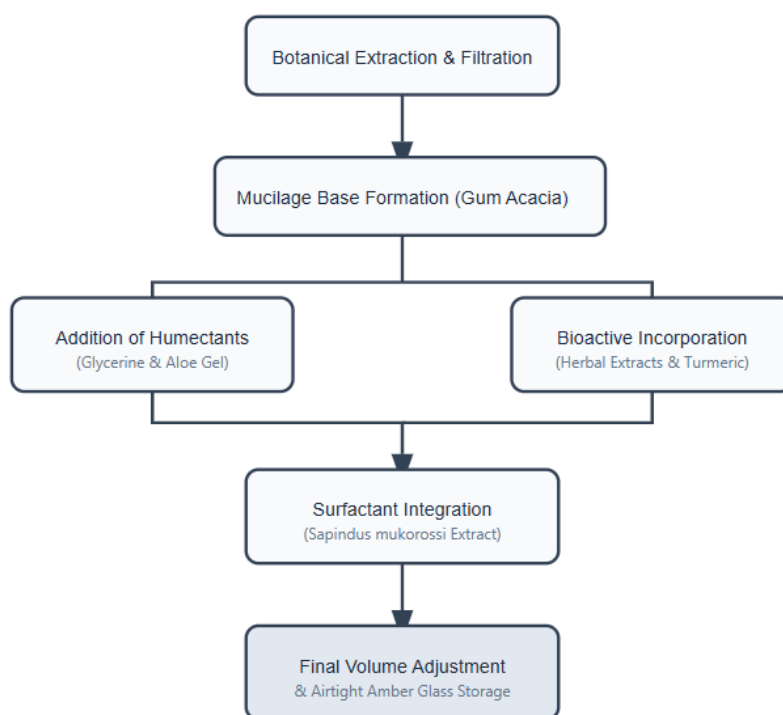 Botanical Extraction & Filtration
Mucilage Base Formation (Gum Acacia)
Addition of Humectants
(Glycerine & Aloe Gel)
Bioactive Incorporation
(Herbal Extracts & Turmeric)
Surfactant Integration
(Sapindus mukorossi Extract)
Final Volume Adjustment
& Airtight Amber Glass Storage